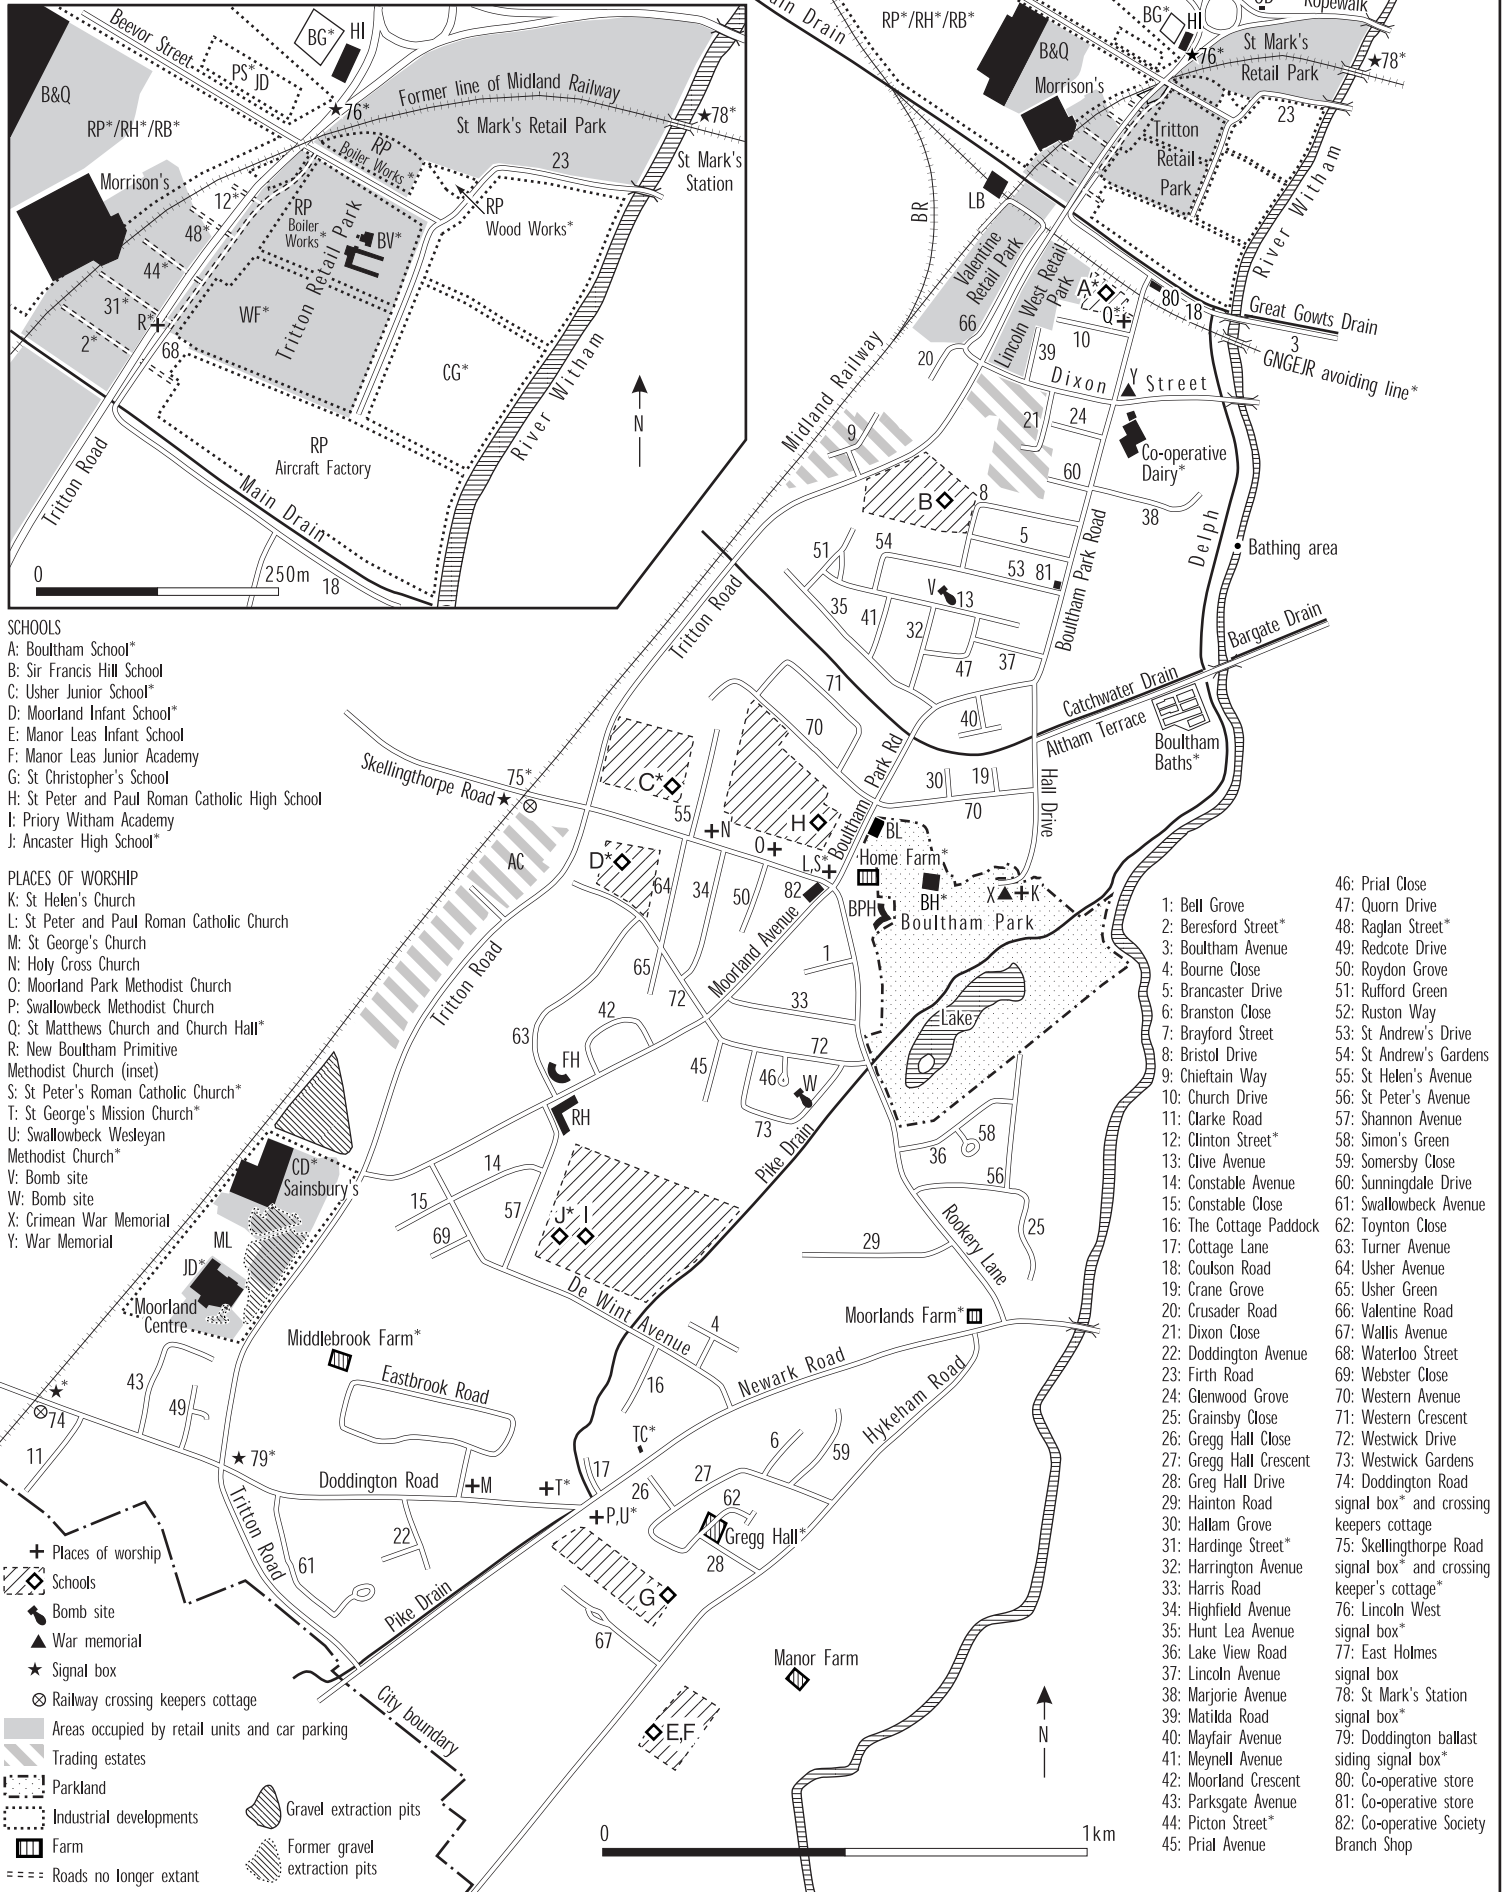 Beevor Street
BG*
HI
PS*
JD
B&Q
RP*/RH*/RB*
76*
Former line of Midland Railway
78*
St Mark's Retail Park
St Mark's
Station
RP
Boiler Works*
23
Morrison's
12*
RP
Boiler
Works*
BV*
RP
Wood Works*
48*
44*
31*
R*
2*
68
WF*
Tritton Retail Park
CG*
River Witham
N
RP
Aircraft Factory
Tritton Road
Main Drain
0
250m
18
SCHOOLS
A: Boultham School*
B: Sir Francis Hill School
C: Usher Junior School*
D: Moorland Infant School*
E: Manor Leas Infant School
F: Manor Leas Junior Academy
G: St Christopher's School
H: St Peter and Paul Roman Catholic High School
I: Priory Witham Academy
J: Ancaster High School*
PLACES OF WORSHIP
K: St Helen's Church
L: St Peter and Paul Roman Catholic Church
M: St George's Church
N: Holy Cross Church
O: Moorland Park Methodist Church
P: Swallowbeck Methodist Church
Q: St Matthews Church and Church Hall*
R: New Boultham Primitive
Methodist Church (inset)
S: St Peter's Roman Catholic Church*
T: St George's Mission Church*
U: Swallowbeck Wesleyan
Methodist Church*
V: Bomb site
W: Bomb site
X: Crimean War Memorial
Y: War Memorial
Places of worship
Schools
Bomb site
War memorial
Signal box
Railway crossing keepers cottage
Areas occupied by retail units and car parking
Trading estates
Parkland
Industrial developments
Farm
Roads no longer extant
Gravel extraction pits
Former gravel
extraction pits
Drain
RP*/RH*/RB*
BG*
HI
Ropewalk
B&Q
76*
St Mark's
Retail Park
78*
Morrison's
Tritton
Retail
Park
23
River Witham
BR
LB
Valentine
Retail Park
Lincoln West Retail
Park
A*
Q*
80
18
Great Gowts Drain
3
GNGEJR avoiding line*
66
20
10
39
Dixon Street
Y
Midland Railway
9
21
24
Co-operative
Dairy*
60
38
B
8
5
Delph
Bathing area
51
54
53
81
V
13
35
41
32
47
37
Boultham Park Road
Tritton Road
Bargate Drain
Catchwater Drain
Altham Terrace
Boultham
Baths*
71
70
40
Skellingthorpe Road
75*
C*
55
N
H
O
Boultham Park Rd
30
19
70
Hall Drive
BL
L,S*
Home Farm*
AC
D*
64
34
50
82
BPH
BH*
X
K
Boultham Park
Moorland Avenue
1
65
72
33
Lake
Tritton Road
42
63
FH
45
72
46
W
73
RH
Pike Drain
58
36
56
CD*
Sainsbury's
14
15
57
J*
I
69
ML
JD*
Moorland
Centre
29
Rookery Lane
25
De Wint Avenue
4
Moorlands Farm*
Middlebrook Farm*
16
Newark Road
Hykeham Road
43
49
Eastbrook Road
*
74
11
79*
Doddington Road
M
T*
TC*
17
6
59
27
26
62
P,U*
Gregg Hall*
28
22
Tritton Road
61
Pike Drain
G
67
Manor Farm
E,F
City boundary
N
0
1km
1: Bell Grove
2: Beresford Street*
3: Boultham Avenue
4: Bourne Close
5: Brancaster Drive
6: Branston Close
7: Brayford Street
8: Bristol Drive
9: Chieftain Way
10: Church Drive
11: Clarke Road
12: Clinton Street*
13: Clive Avenue
14: Constable Avenue
15: Constable Close
16: The Cottage Paddock
17: Cottage Lane
18: Coulson Road
19: Crane Grove
20: Crusader Road
21: Dixon Close
22: Doddington Avenue
23: Firth Road
24: Glenwood Grove
25: Grainsby Close
26: Gregg Hall Close
27: Gregg Hall Crescent
28: Greg Hall Drive
29: Hainton Road
30: Hallam Grove
31: Hardinge Street*
32: Harrington Avenue
33: Harris Road
34: Highfield Avenue
35: Hunt Lea Avenue
36: Lake View Road
37: Lincoln Avenue
38: Marjorie Avenue
39: Matilda Road
40: Mayfair Avenue
41: Meynell Avenue
42: Moorland Crescent
43: Parksgate Avenue
44: Picton Street*
45: Prial Avenue
46: Prial Close
47: Quorn Drive
48: Raglan Street*
49: Redcote Drive
50: Roydon Grove
51: Rufford Green
52: Ruston Way
53: St Andrew's Drive
54: St Andrew's Gardens
55: St Helen's Avenue
56: St Peter's Avenue
57: Shannon Avenue
58: Simon's Green
59: Somersby Close
60: Sunningdale Drive
61: Swallowbeck Avenue
62: Toynton Close
63: Turner Avenue
64: Usher Avenue
65: Usher Green
66: Valentine Road
67: Wallis Avenue
68: Waterloo Street
69: Webster Close
70: Western Avenue
71: Western Crescent
72: Westwick Drive
73: Westwick Gardens
74: Doddington Road
signal box* and crossing
keepers cottage
75: Skellingthorpe Road
signal box* and crossing
keeper's cottage*
76: Lincoln West
signal box*
77: East Holmes
signal box
78: St Mark's Station
signal box*
79: Doddington ballast
siding signal box*
80: Co-operative store
81: Co-operative store
82: Co-operative Society
Branch Shop